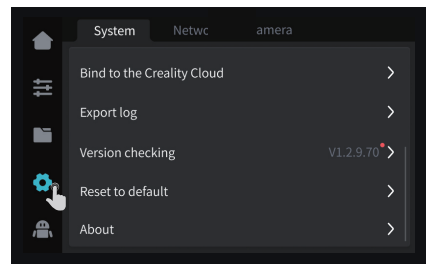 System Netwc amera
Bind to the Creality Cloud
Export log
Version checking V1.2.9.70
Reset to default
About